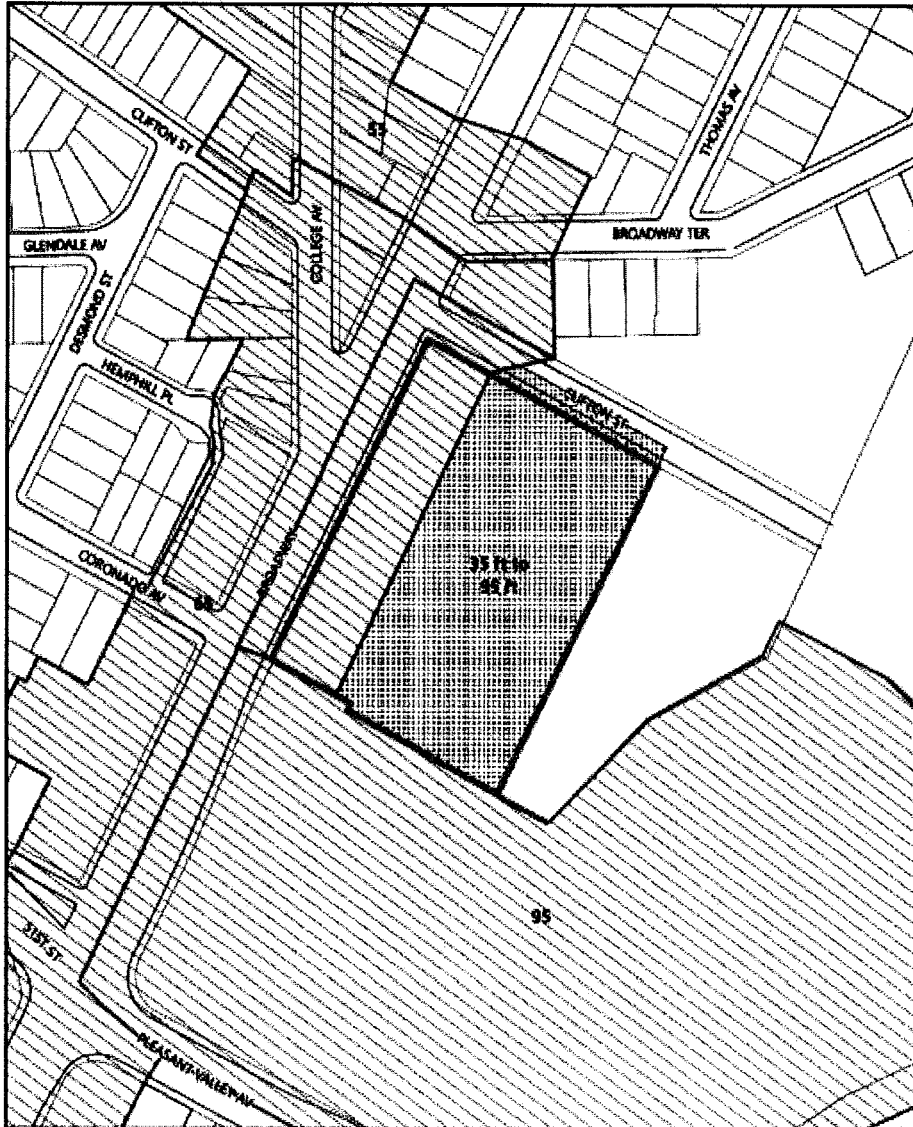 CLIFTON ST
55
THOMAS AV
COLLEGE AV
BROADWAY TER
GLENDALE AV
DESMOND ST
HEMPHILL PL
CLIFTON ST
BROADWAY
35 ft to
95 ft
CORONADO AV
95
51ST ST
PLEASANT VALLEY AV